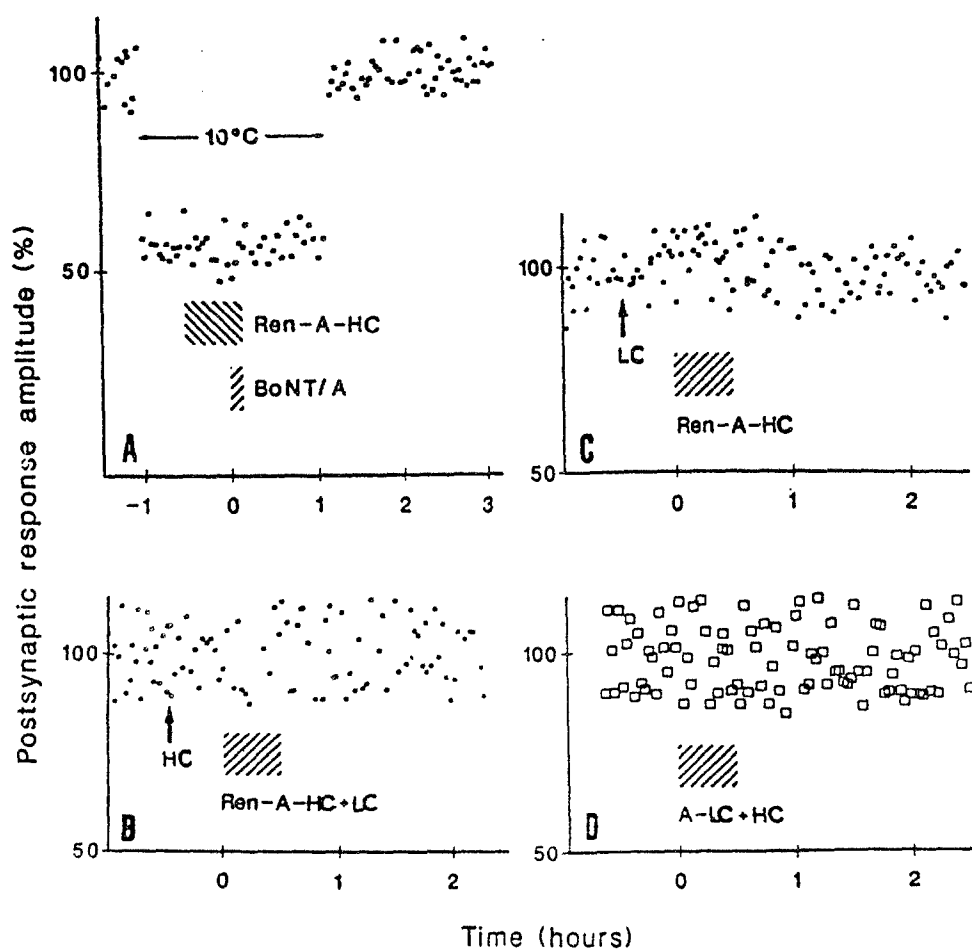 Postsynaptic response amplitude (%)
100
50
10°C
Ren-A-HC
BoNT/A
A
-1 0 1 2 3
100
50
LC
Ren-A-HC
C
0 1 2
100
50
HC
Ren-A-HC+LC
B
0 1 2
100
50
A-LC+HC
D
0 1 2
Time (hours)